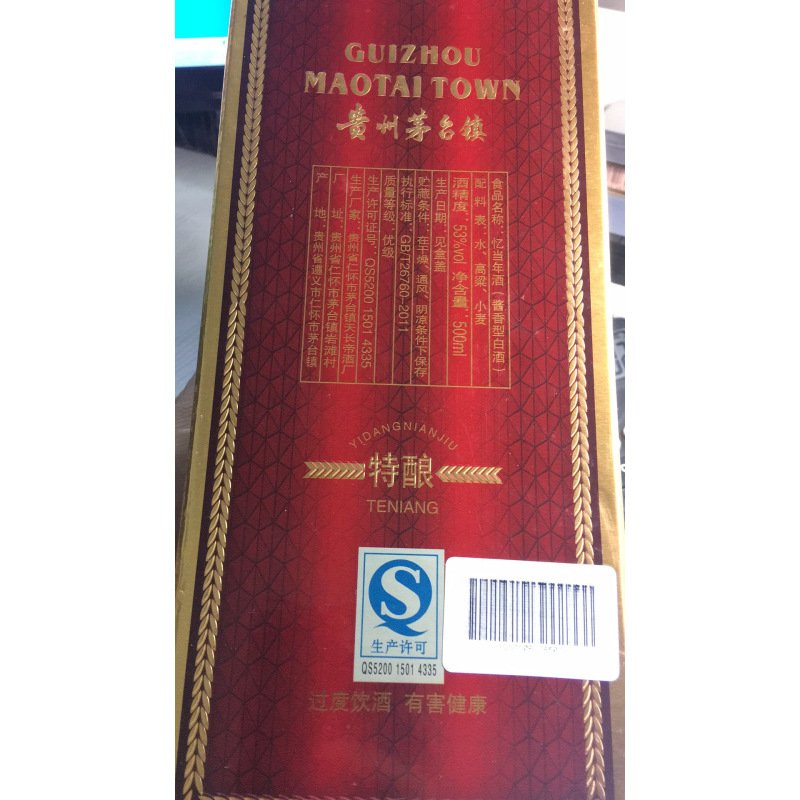 GUIZHOU
MAOTAI TOWN
贵州茅台镇
食品名称：忆当年酒（酱香型白酒）
配料表：水、高粱、小麦
酒精度：53%vol 净含量：500ml
生产日期：见盒盖
贮藏条件：在干燥、通风、阴凉条件下保存
执行标准：GB/T26760-2011
质量等级：优级
生产许可证号：QS5200 1501 4335
生产厂家：贵州省仁怀市茅台镇天长帝酒厂
厂址：贵州省仁怀市茅台镇岩滩村
产地：贵州省遵义市仁怀市茅台镇
YIDANGNIANJIU
特酿
TENIANG
生产许可
QS5200 1501 4335
过度饮酒 有害健康